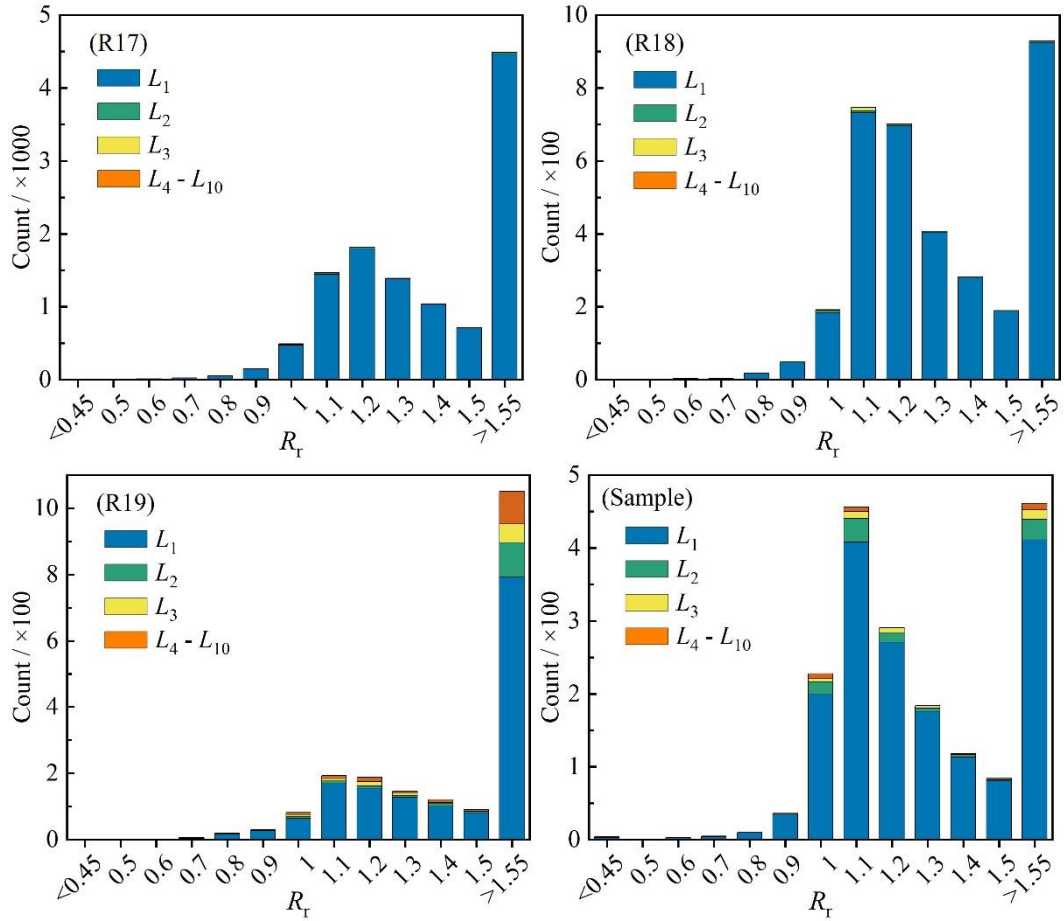 (R17)
L1
L2
L3
L4 - L10
Count / ×1000
5
4
3
2
1
0
<0.45
0.5
0.6
0.7
0.8
0.9
1
1.1
1.2
1.3
1.4
1.5
>1.55
Rr
(R18)
L1
L2
L3
L4 - L10
Count / ×100
10
8
6
4
2
0
<0.45
0.5
0.6
0.7
0.8
0.9
1
1.1
1.2
1.3
1.4
1.5
>1.55
Rr
(R19)
L1
L2
L3
L4 - L10
Count / ×100
10
8
6
4
2
0
<0.45
0.5
0.6
0.7
0.8
0.9
1
1.1
1.2
1.3
1.4
1.5
>1.55
Rr
(Sample)
L1
L2
L3
L4 - L10
Count / ×100
5
4
3
2
1
0
<0.45
0.5
0.6
0.7
0.8
0.9
1
1.1
1.2
1.3
1.4
1.5
>1.55
Rr